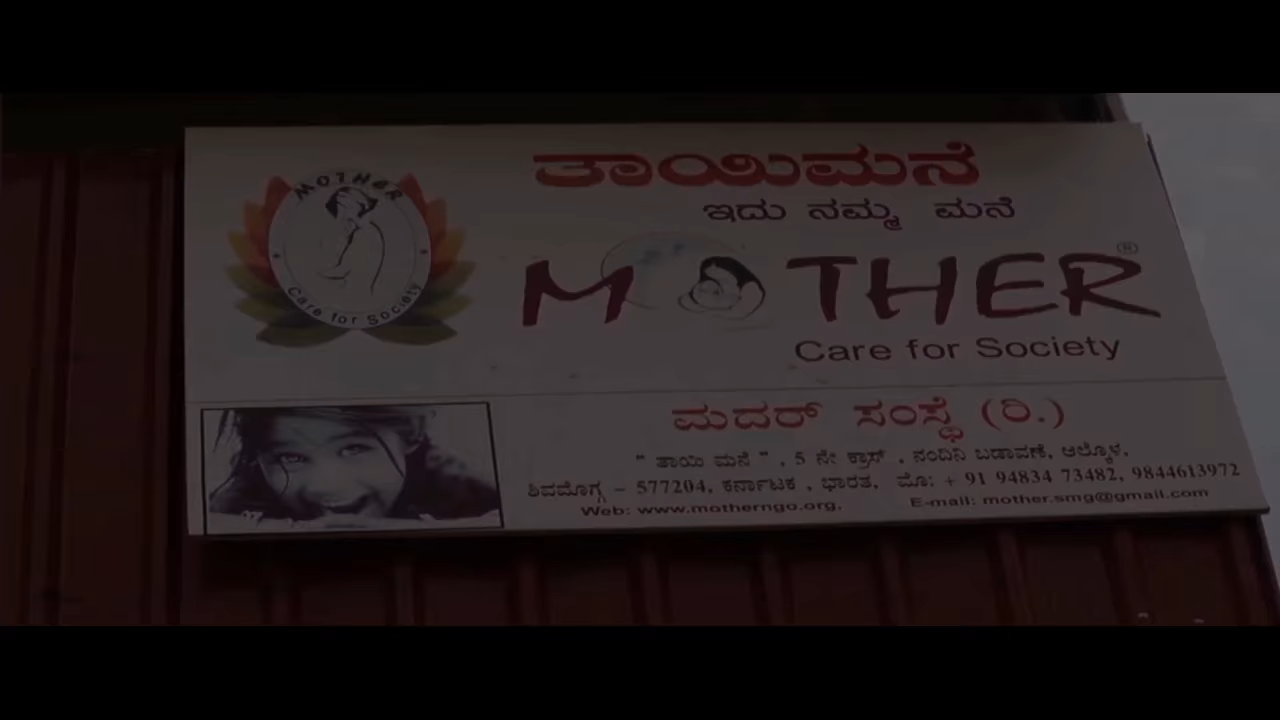 MOTHER
Care for Society
ತಾಯಿಮನೆ
ಇದು ನಮ್ಮ ಮನೆ
MOTHER®
Care for Society
ಮದರ್ ಸಂಸ್ಥೆ (ರಿ.)
" ತಾಯಿ ಮನೆ " , 5 ನೇ ಕ್ರಾಸ್ , ನಂದಿನಿ ಬಡಾವಣೆ, ಆಲ್ಕೊಳ,
ಶಿವಮೊಗ್ಗ – 577204, ಕರ್ನಾಟಕ , ಭಾರತ, ಮೊ: + 91 94834 73482, 9844613972
Web: www.motherngo.org, E-mail: mother.smg@gmail.com